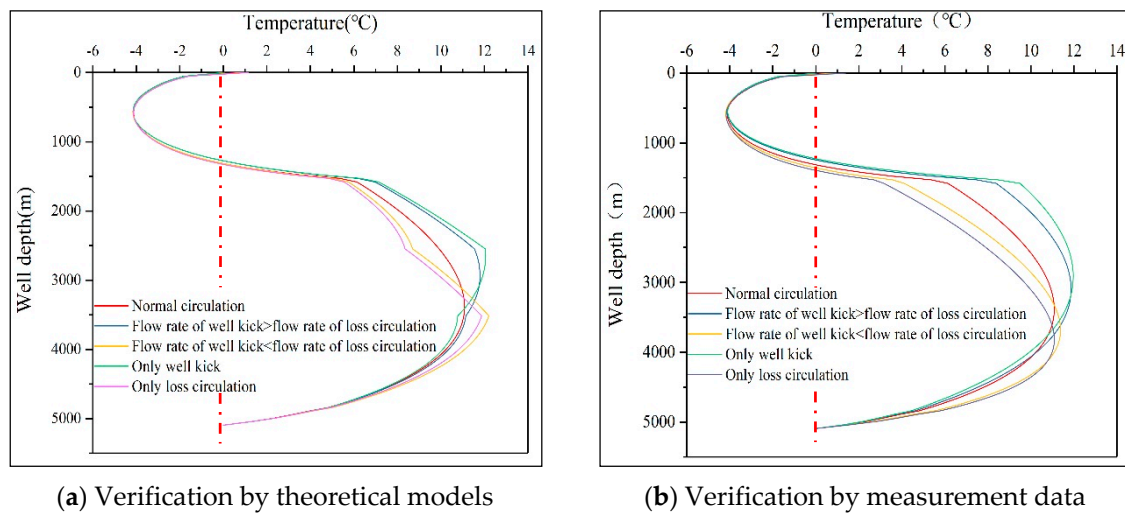 Temperature(℃)
-6 -4 -2 0 2 4 6 8 10 12 14
0
1000
2000
3000
4000
5000
Well depth(m)
Normal circulation
Flow rate of well kick>flow rate of loss circulation
Flow rate of well kick<flow rate of loss circulation
Only well kick
Only loss circulation
(a) Verification by theoretical models
Temperature（℃）
-6 -4 -2 0 2 4 6 8 10 12 14
0
1000
2000
3000
4000
5000
Well depth（m）
Normal circulation
Flow rate of well kick>flow rate of loss circulation
Flow rate of well kick<flow rate of loss circulation
Only well kick
Only loss circulation
(b) Verification by measurement data